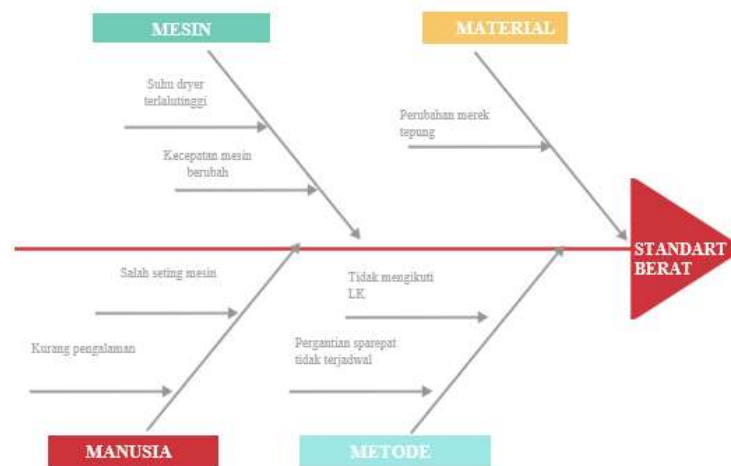 MESIN
MATERIAL
Suhu dryer
terlalutinggi
Kecepatan mesin
berubah
Perubahan merek
tepung
STANDART
BERAT
Salah seting mesin
Kurang pengalaman
Tidak mengikuti
LK
Pergantian sparepat
tidak terjadwal
MANUSIA
METODE